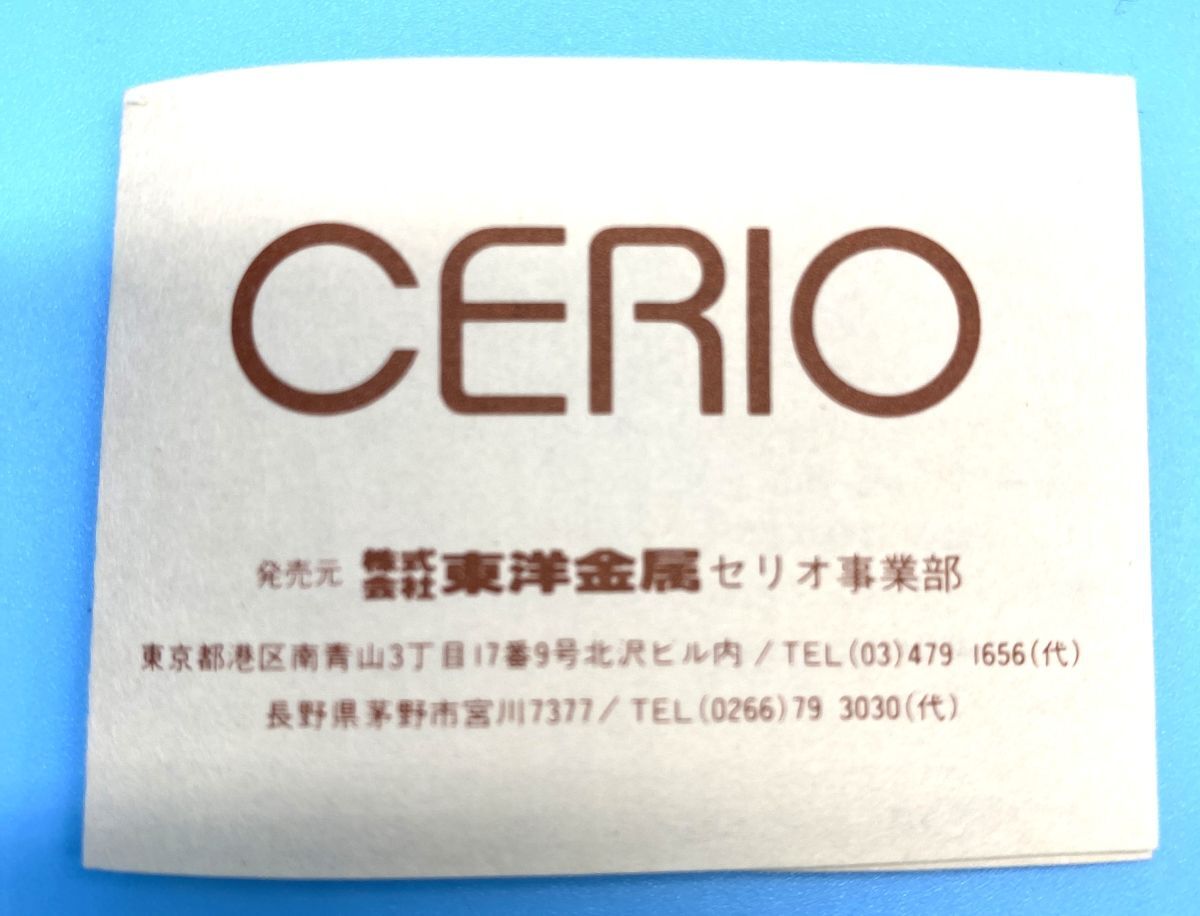 CERIO
発売元 株式会社 東洋金属 セリオ事業部
東京都港区南青山3丁目17番9号北沢ビル内/TEL(03)479 1656(代)
長野県茅野市宮川7377/TEL(0266)79 3030(代)